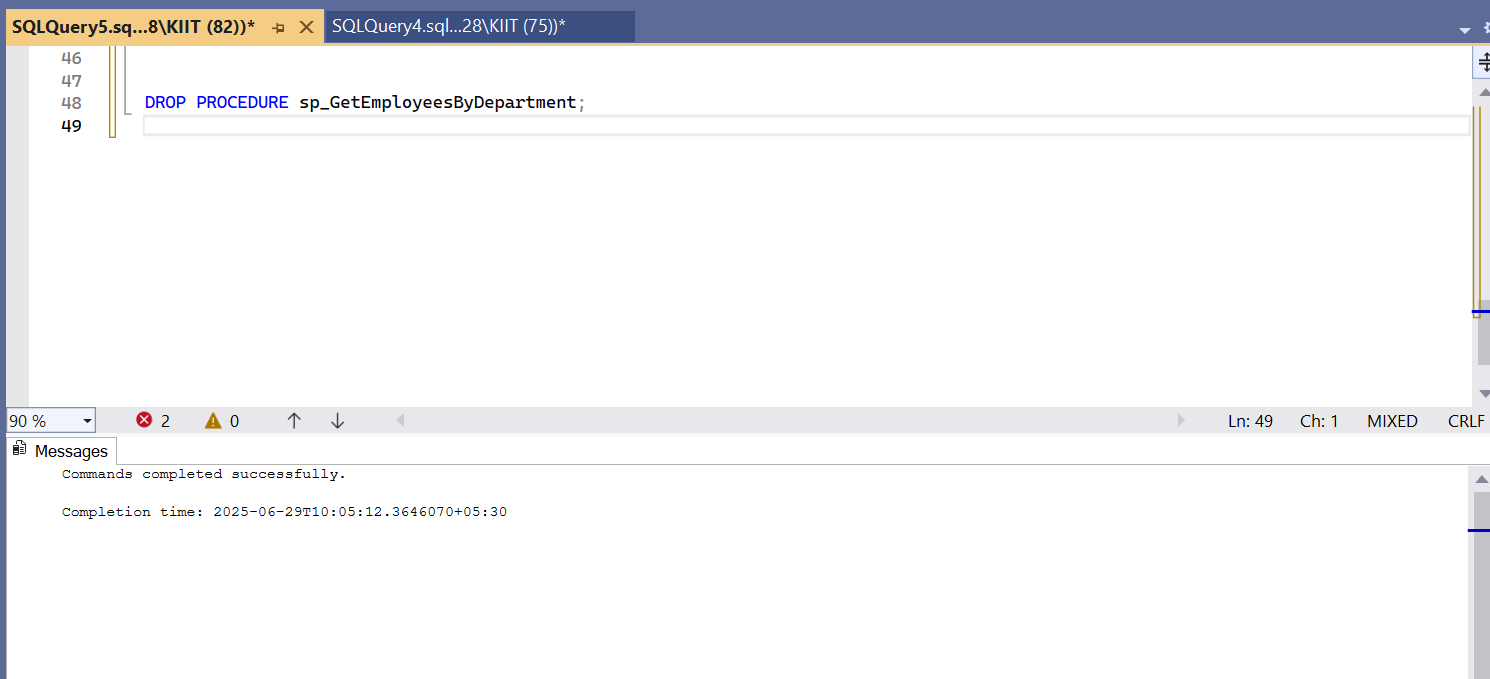 SQLQuery5.sq...8\KIIT (82))* SQLQuery4.sql...28\KIIT (75))*
46
47
48 DROP PROCEDURE sp_GetEmployeesByDepartment;
49
90 % 2 0 Ln: 49 Ch: 1 MIXED CRLF
Messages
Commands completed successfully.
Completion time: 2025-06-29T10:05:12.3646070+05:30